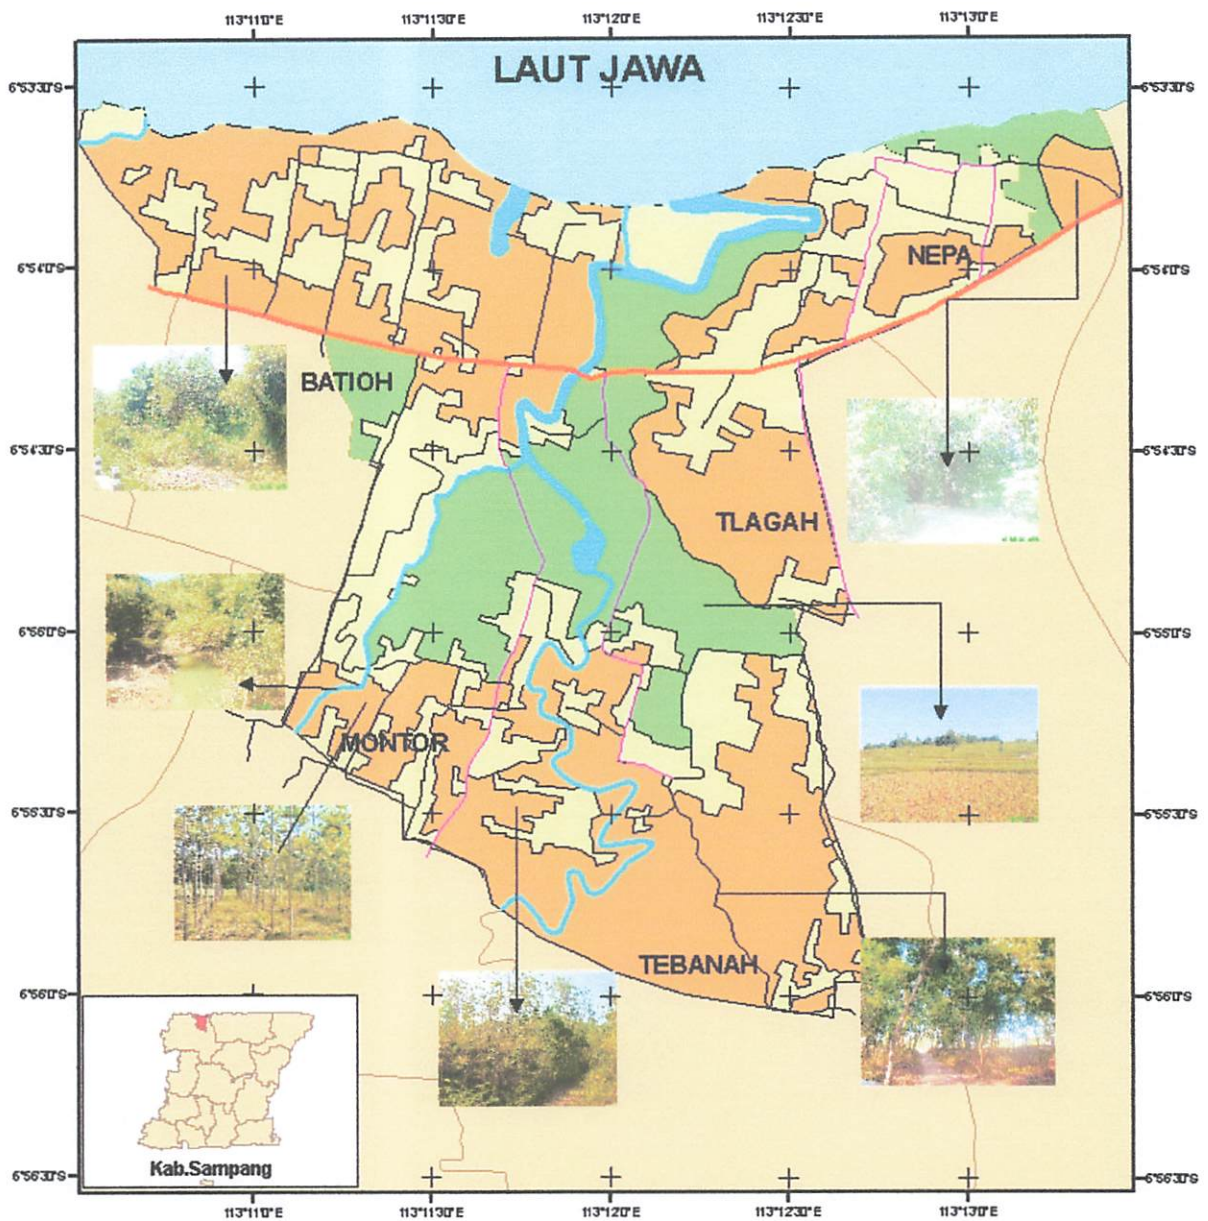 113°11'0"E 113°11'30"E 113°12'0"E 113°12'30"E 113°13'0"E
LAUT JAWA
6°53'30"S 6°53'30"S
NEPA
6°54'0"S 6°54'0"S
BATIOH
6°54'30"S 6°54'30"S
TLAGAH
6°55'0"S 6°55'0"S
MONTOR
6°55'30"S 6°55'30"S
TEBANAH
6°56'0"S 6°56'0"S
Kab.Sampang
6°56'30"S 6°56'30"S
113°11'0"E 113°11'30"E 113°12'0"E 113°12'30"E 113°13'0"E